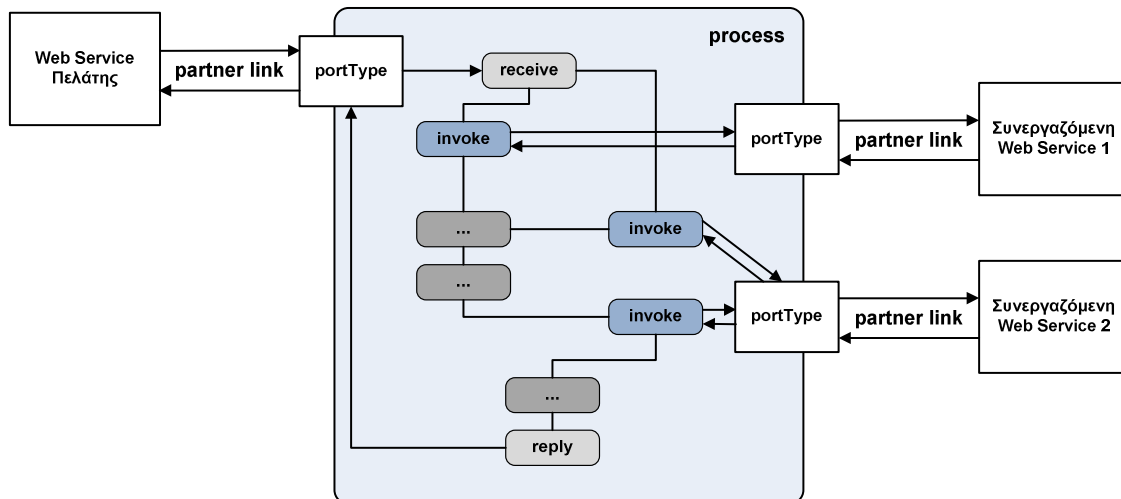 process
Web Service
Πελάτης
partner link
portType
receive
invoke
portType
partner link
Συνεργαζόμενη
Web Service 1
...
invoke
...
invoke
portType
partner link
Συνεργαζόμενη
Web Service 2
...
reply